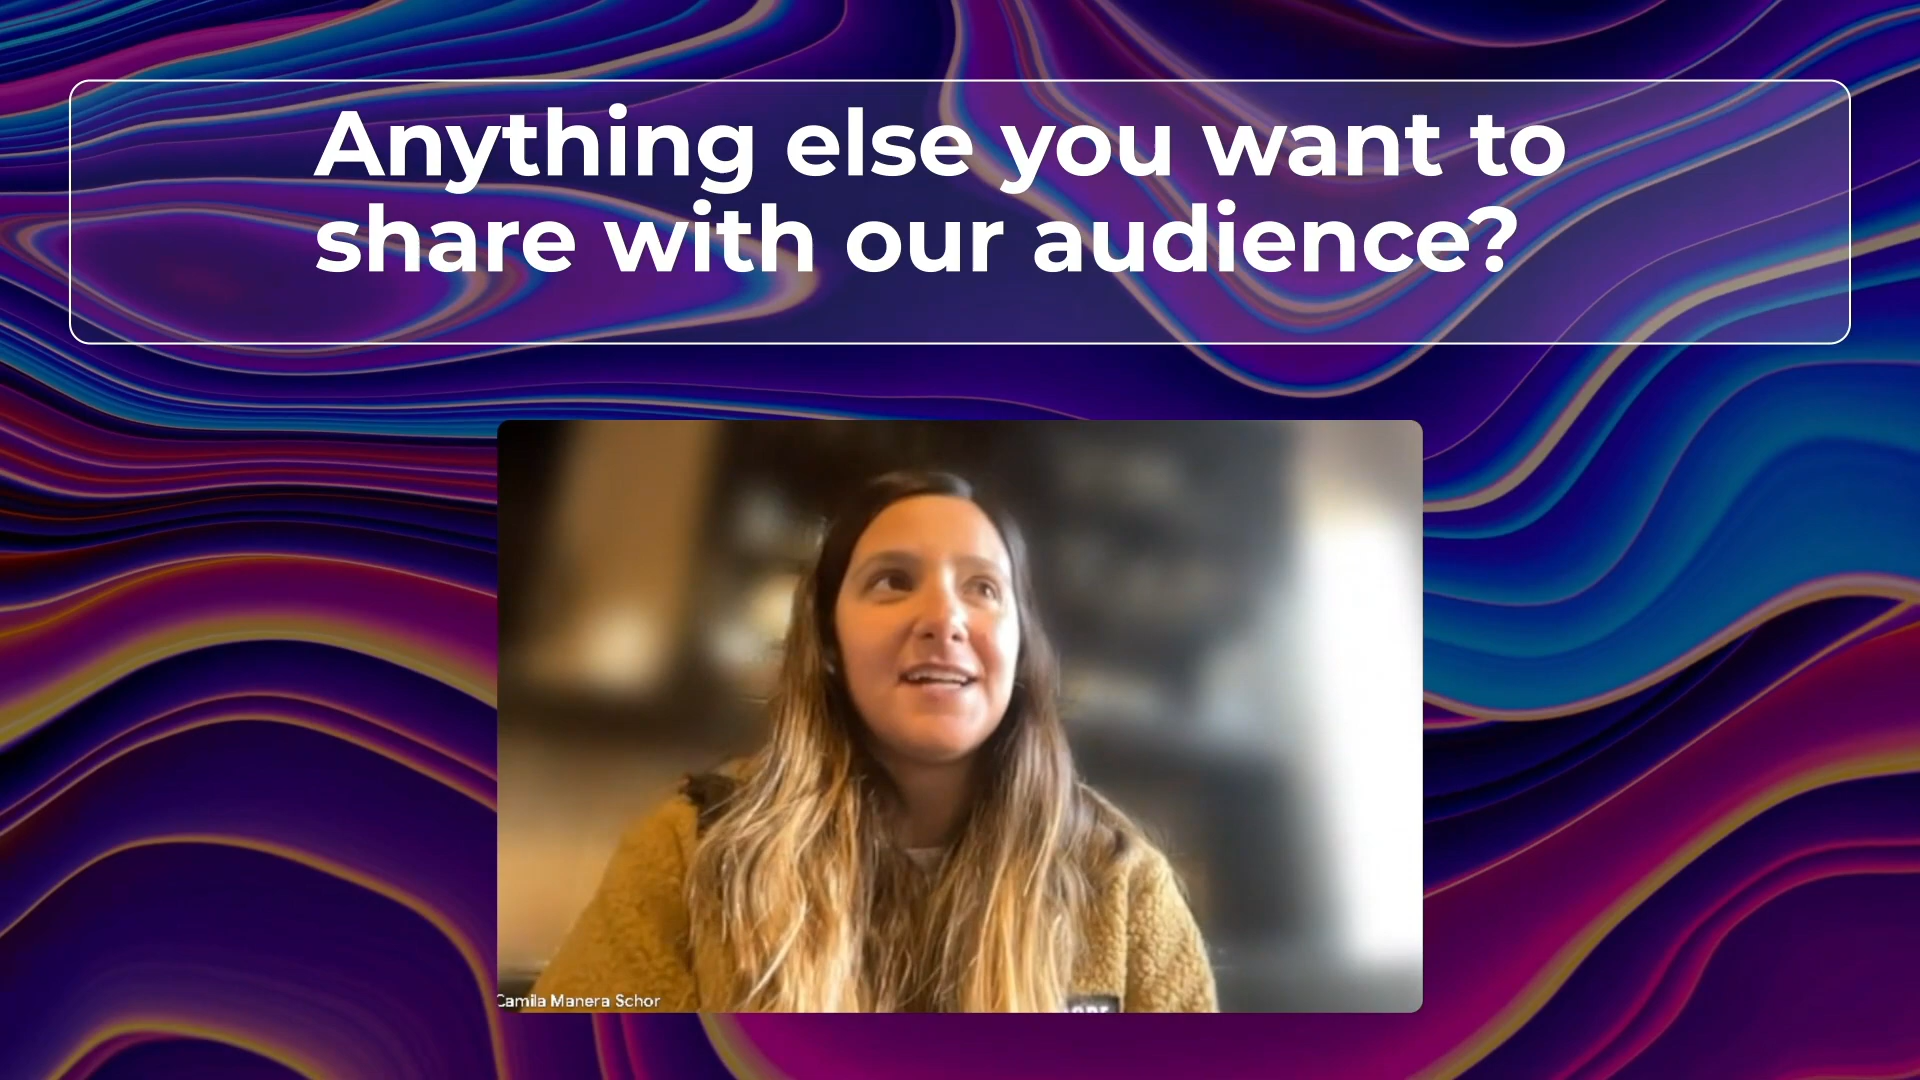 Anything else you want to
share with our audience?
Camila Manera Schor